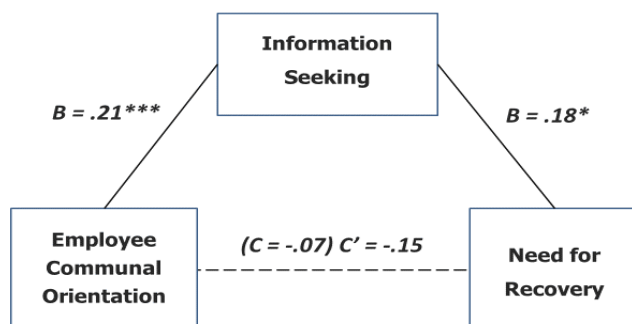 Information
Seeking
B = .21***
B = .18*
Employee
Communal
Orientation
(C = -.07) C’ = -.15
Need for
Recovery